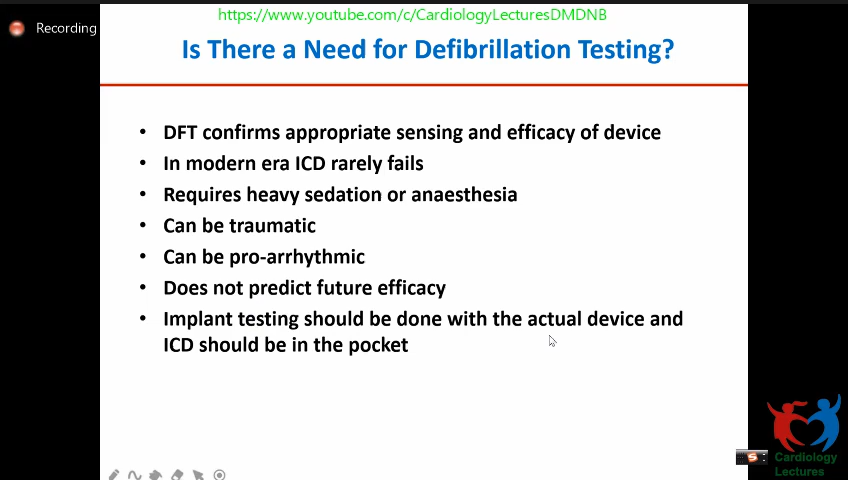 https://www.youtube.com/c/CardiologyLecturesDMDNB
Recording
Is There a Need for Defibrillation Testing?
• DFT confirms appropriate sensing and efficacy of device
• In modern era ICD rarely fails
• Requires heavy sedation or anaesthesia
• Can be traumatic
• Can be pro-arrhythmic
• Does not predict future efficacy
• Implant testing should be done with the actual device and
ICD should be in the pocket
S
Cardiology
Lectures